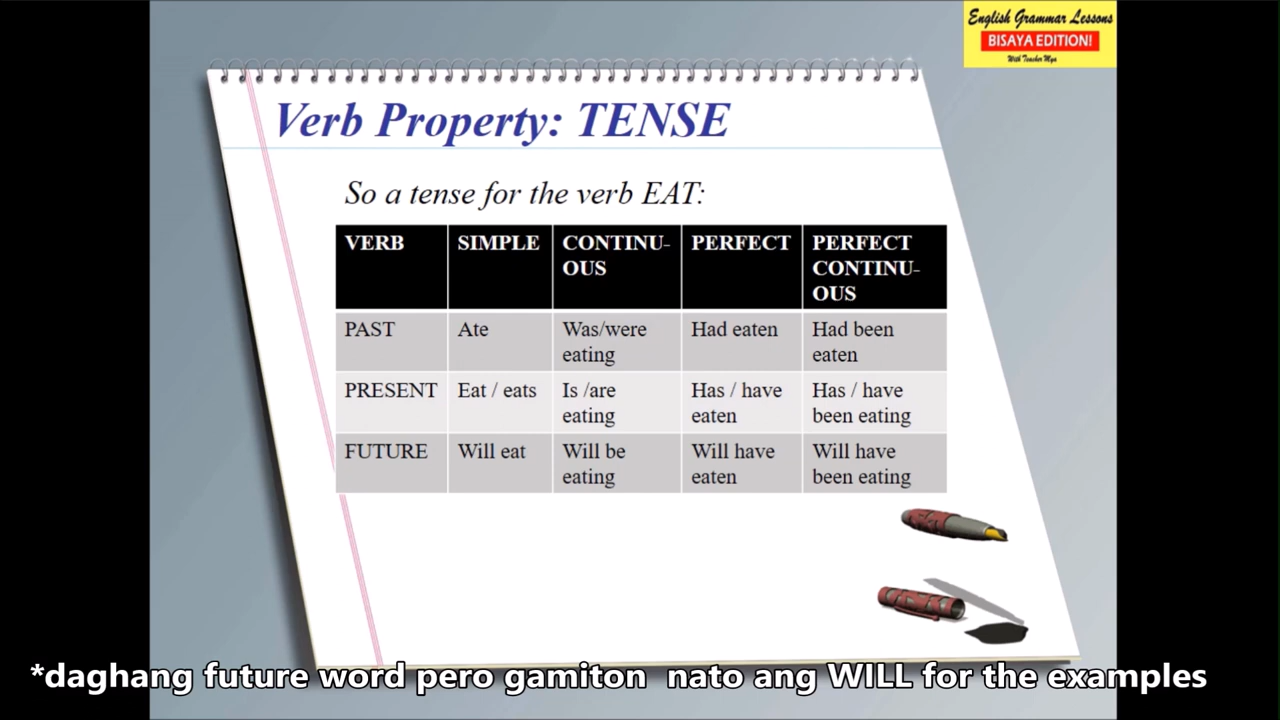 English Grammar Lessons
BISAYA EDITION!
With Teacher Mya
Verb Property: TENSE
So a tense for the verb EAT:
VERB SIMPLE CONTINU- PERFECT PERFECT
OUS CONTINU-
OUS
PAST Ate Was/were Had eaten Had been
eating eaten
PRESENT Eat / eats Is /are Has / have Has / have
eating eaten been eating
FUTURE Will eat Will be Will have Will have
eating eaten been eating
*daghang future word pero gamiton nato ang WILL for the examples